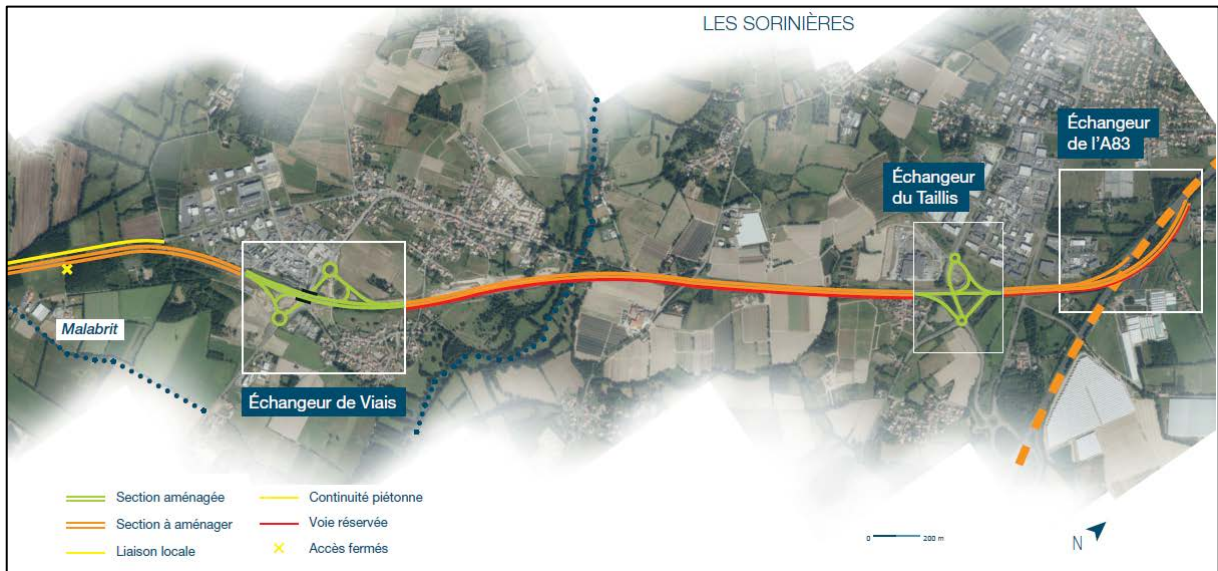 LES SORINIÈRES
Échangeur
de l'A83
Échangeur
du Taillis
Malabrit
Échangeur de Viais
Section aménagée
Section à aménager
Liaison locale
Continuité piétonne
Voie réservée
Accès fermés
0 200 m
N